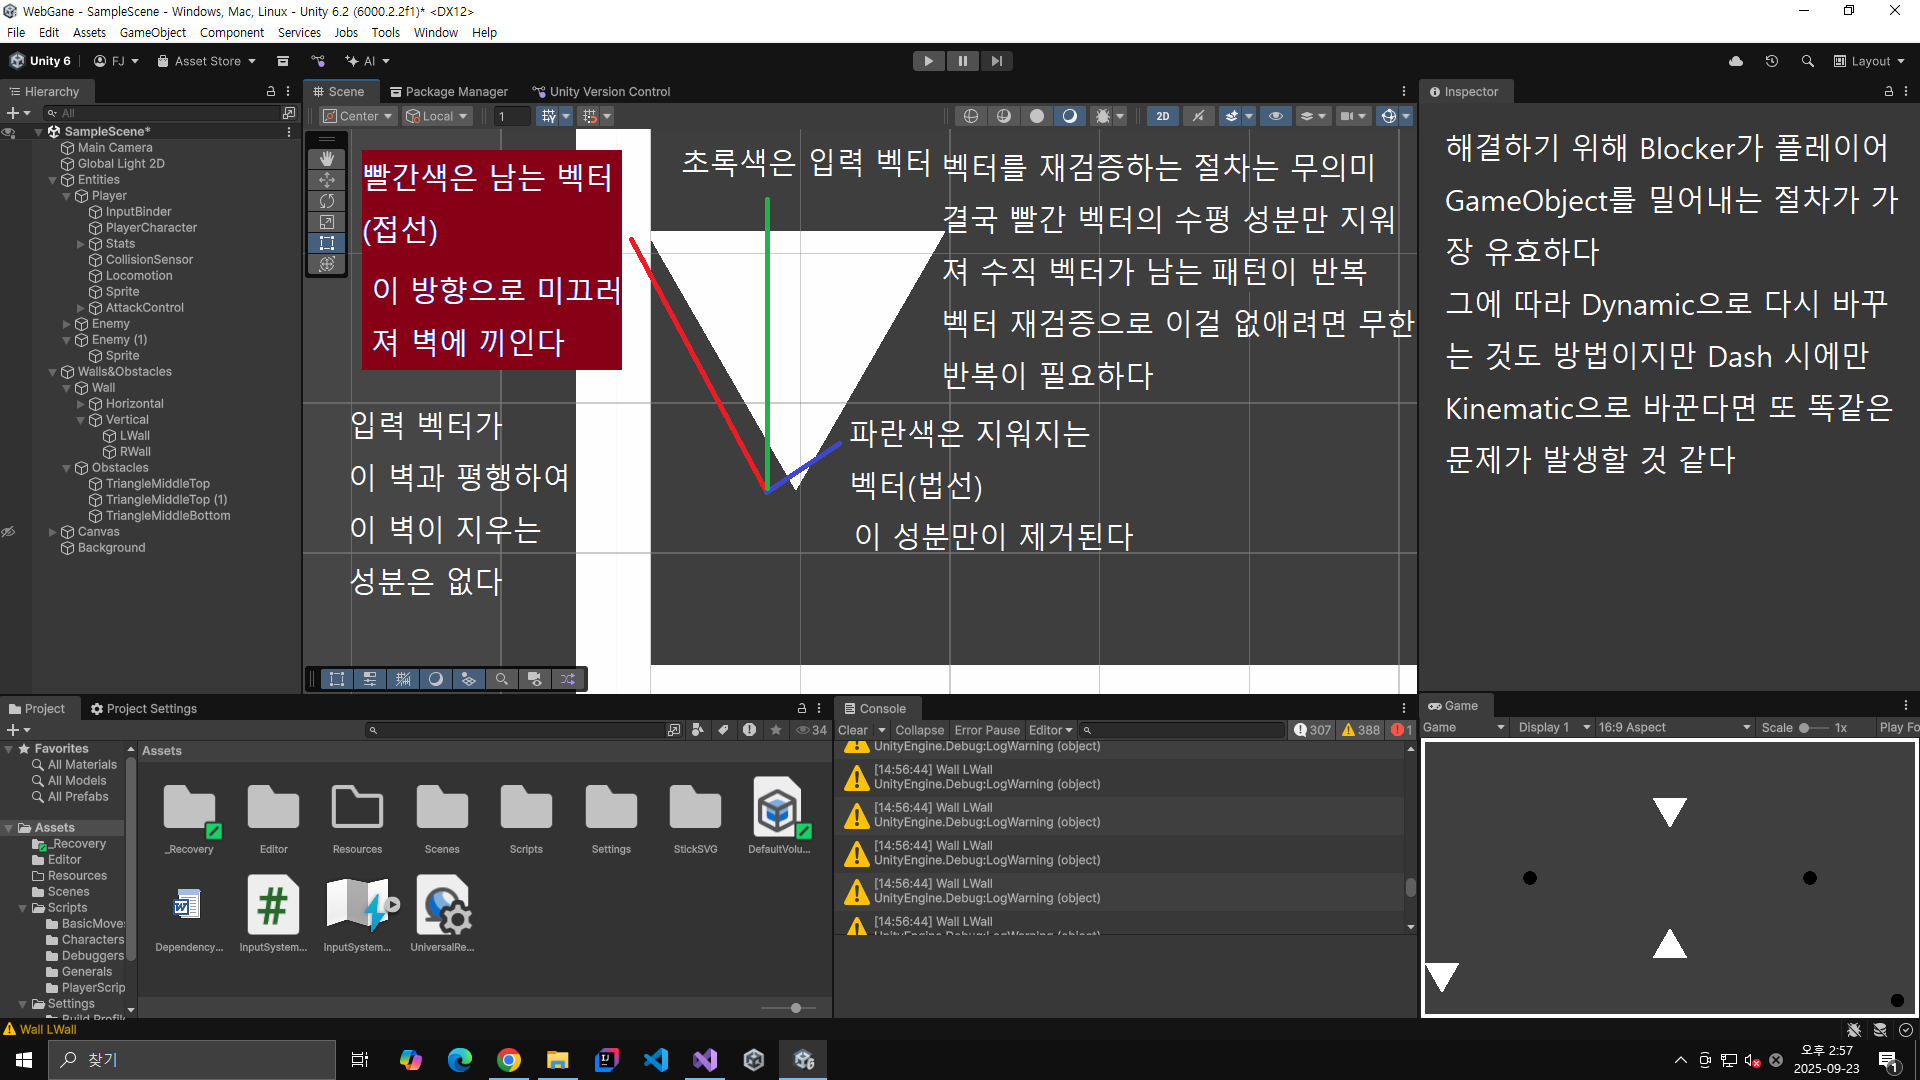 WebGane - SampleScene - Windows, Mac, Linux - Unity 6.2 (6000.2.2f1)* <DX12>
File Edit Assets GameObject Component Services Jobs Tools Window Help
Unity 6 FJ Asset Store AI Layout
Hierarchy
All
SampleScene*
Main Camera
Global Light 2D
Entities
Player
InputBinder
PlayerCharacter
Stats
CollisionSensor
Locomotion
Sprite
AttackControl
Enemy
Enemy (1)
Sprite
Walls&Obstacles
Wall
Horizontal
Vertical
LWall
RWall
Obstacles
TriangleMiddleTop
TriangleMiddleTop (1)
TriangleMiddleBottom
Canvas
Background
Scene Package Manager Unity Version Control
Center Local 1 2D
빨간색은 남는 벡터
(접선)
이 방향으로 미끄러
져 벽에 끼인다
초록색은 입력 벡터
벡터를 재검증하는 절차는 무의미
결국 빨간 벡터의 수평 성분만 지워
져 수직 벡터가 남는 패턴이 반복
벡터 재검증으로 이걸 없애려면 무한
반복이 필요하다
입력 벡터가
이 벽과 평행하여
이 벽이 지우는
성분은 없다
파란색은 지워지는
벡터(법선)
이 성분만이 제거된다
Inspector
해결하기 위해 Blocker가 플레이어
GameObject를 밀어내는 절차가 가
장 유효하다
그에 따라 Dynamic으로 다시 바꾸
는 것도 방법이지만 Dash 시에만
Kinematic으로 바꾼다면 또 똑같은
문제가 발생할 것 같다
Project Project Settings
34
Favorites
All Materials
All Models
All Prefabs
Assets
_Recovery
Editor
Resources
Scenes
Scripts
BasicMove
Characters
Debuggers
Generals
PlayerScrip
Settings
Build Profil
Assets
_Recovery Editor Resources Scenes Scripts Settings StickSVG DefaultVolu...
Dependency... InputSystem... InputSystem... UniversalRe...
Console
Clear Collapse Error Pause Editor 307 388 1
UnityEngine.Debug:LogWarning (object)
[14:56:44] Wall LWall
UnityEngine.Debug:LogWarning (object)
[14:56:44] Wall LWall
UnityEngine.Debug:LogWarning (object)
[14:56:44] Wall LWall
UnityEngine.Debug:LogWarning (object)
[14:56:44] Wall LWall
UnityEngine.Debug:LogWarning (object)
[14:56:44] Wall LWall
UnityEngine.Debug:LogWarning (object)
Game
Game Display 1 16:9 Aspect Scale 1x Play Fo
Wall LWall
찾기
오후 2:57
2025-09-23
1